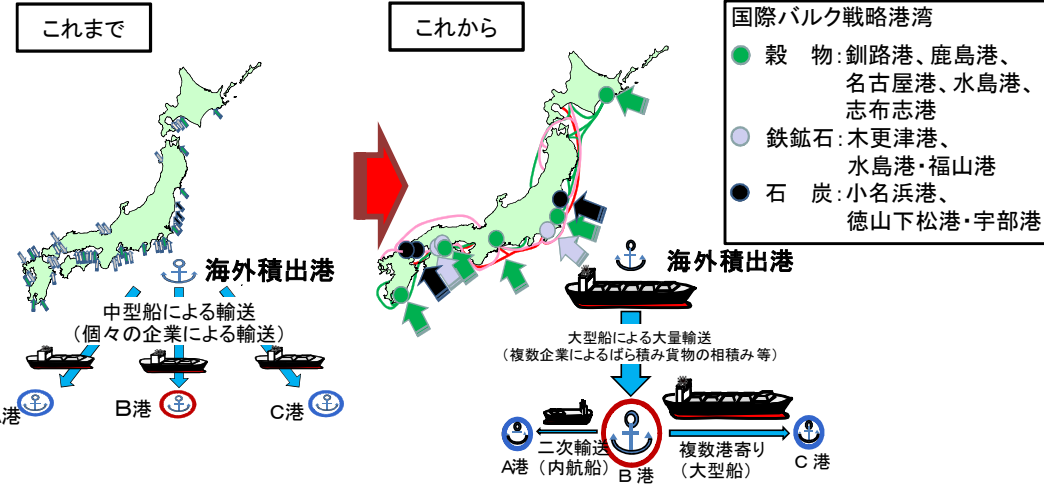 これまで
海外積出港
中型船による輸送
（個々の企業による輸送）
港
B港
C港
これから
国際バルク戦略港湾
穀　物：釧路港、鹿島港、
名古屋港、水島港、
志布志港
鉄鉱石：木更津港、
水島港・福山港
石　炭：小名浜港、
徳山下松港・宇部港
海外積出港
大型船による大量輸送
（複数企業によるばら積み貨物の相積み等）
A港
二次輸送
（内航船）
B港
複数港寄り
（大型船）
C港